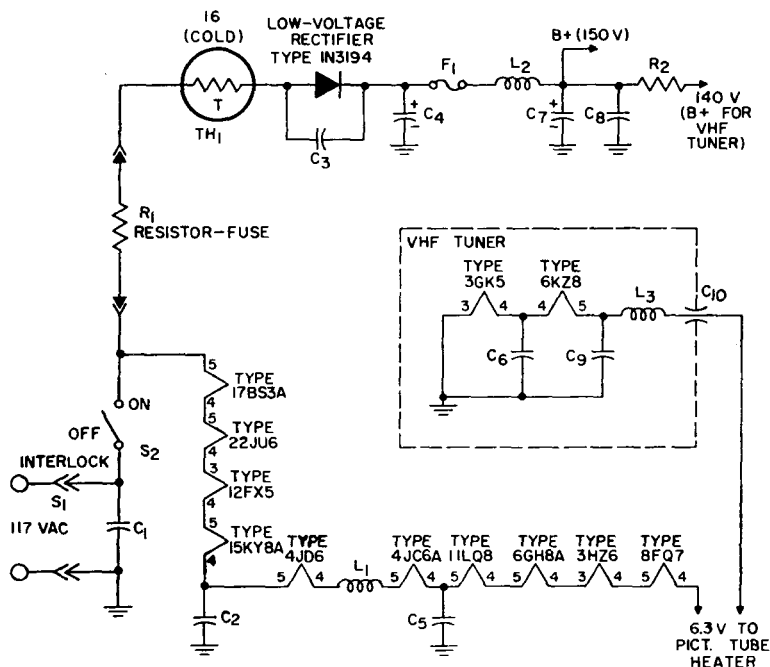 16
(COLD)
LOW-VOLTAGE
RECTIFIER
TYPE IN3194
T
TH1
C3
C4
+
-
F1
L2
B+ (150 V)
R2
C7
+
-
C8
140 V
(B+ FOR
VHF
TUNER)
R1
RESISTOR-FUSE
VHF TUNER
TYPE
3GK5
3 4
TYPE
6KZ8
4 5
L3
C10
C6
C9
ON
OFF
S2
INTERLOCK
S1
117 VAC
C1
5
TYPE
17BS3A
4
5
TYPE
22JU6
4
3
TYPE
12FX5
4
5
TYPE
15KY8A
4
C2
TYPE
4JD6
5 4
L1
TYPE
4JC6A
5 4
C5
TYPE
11LQ8
5 4
TYPE
6GH8A
5 4
TYPE
3HZ6
3 4
TYPE
8FQ7
5 4
6.3 V TO
PICT. TUBE
HEATER